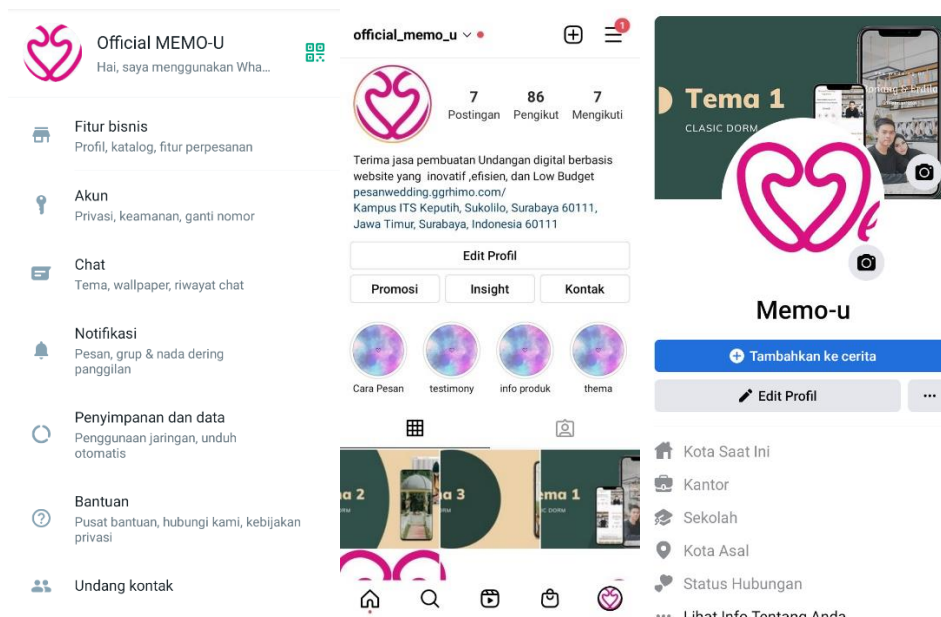 Official MEMO-U
Hai, saya menggunakan Wha...
Fitur bisnis
Profil, katalog, fitur perpesanan
Akun
Privasi, keamanan, ganti nomor
Chat
Tema, wallpaper, riwayat chat
Notifikasi
Pesan, grup & nada dering
panggilan
Penyimpanan dan data
Penggunaan jaringan, unduh
otomatis
Bantuan
Pusat bantuan, hubungi kami, kebijakan
privasi
Undang kontak
official_memo_u
1
7 86 7
Postingan Pengikut Mengikuti
Terima jasa pembuatan Undangan digital berbasis
website yang inovatif ,efisien, dan Low Budget
pesanwedding.ggrhimo.com/
Kampus ITS Keputih, Sukolilo, Surabaya 60111,
Jawa Timur, Surabaya, Indonesia 60111
Edit Profil
Promosi Insight Kontak
Cara Pesan testimony info produk thema
a 2 a 3 ema 1
Tema 1
CLASIC DORM
Memo-u
Tambahkan ke cerita
Edit Profil
Kota Saat Ini
Kantor
Sekolah
Kota Asal
Status Hubungan
Lihat Info Tentang Anda